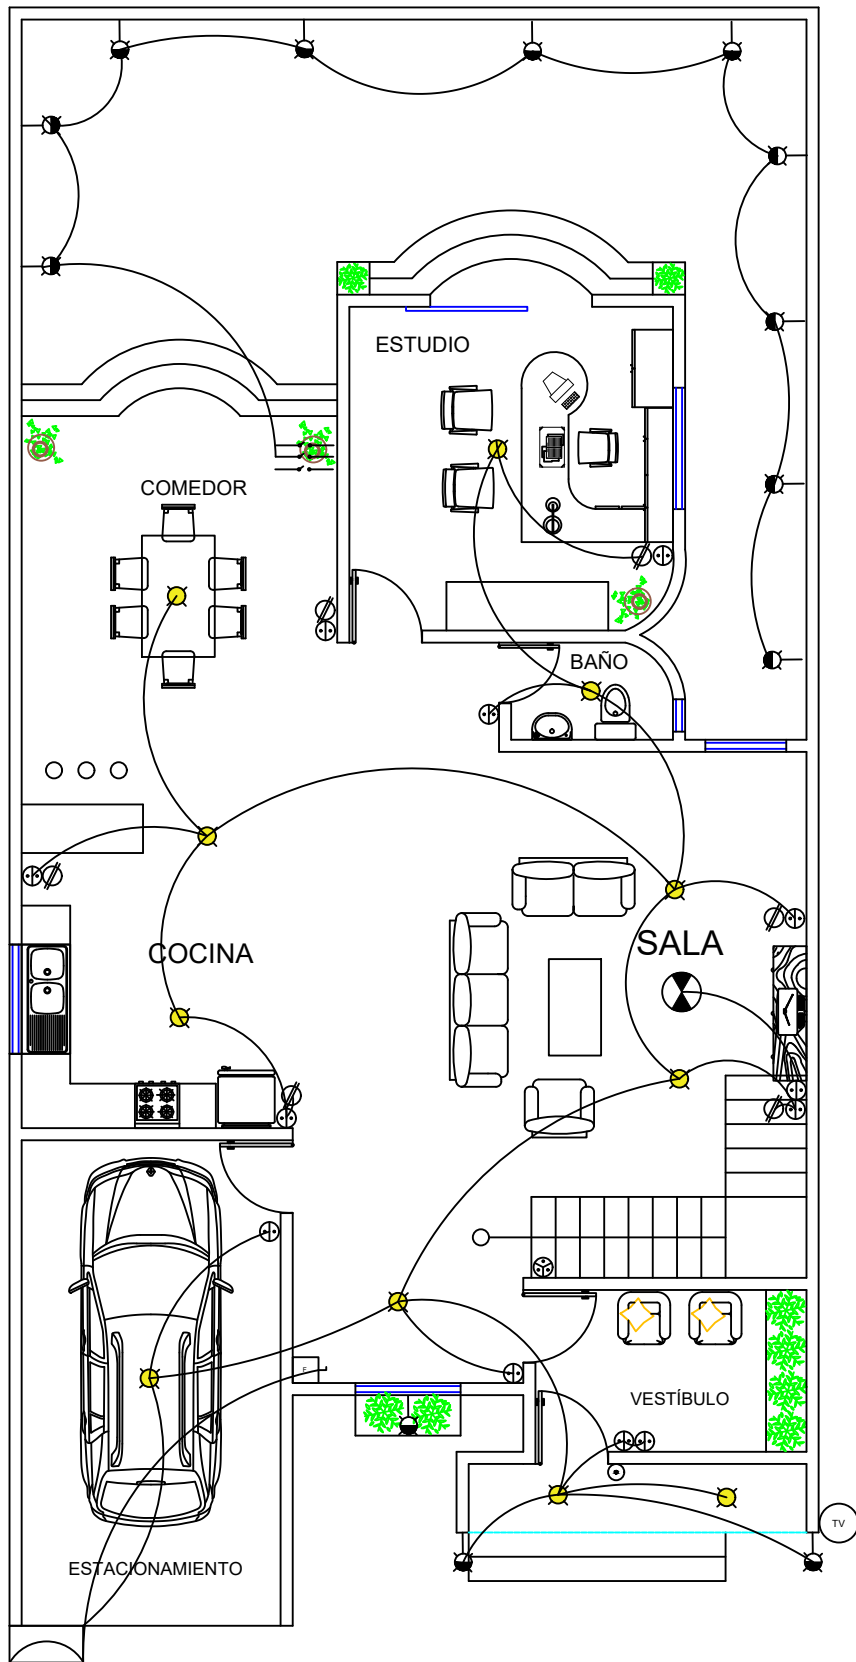 ESTUDIO
COMEDOR
BAÑO
SALA
COCINA
F
VESTÍBULO
TV
ESTACIONAMIENTO